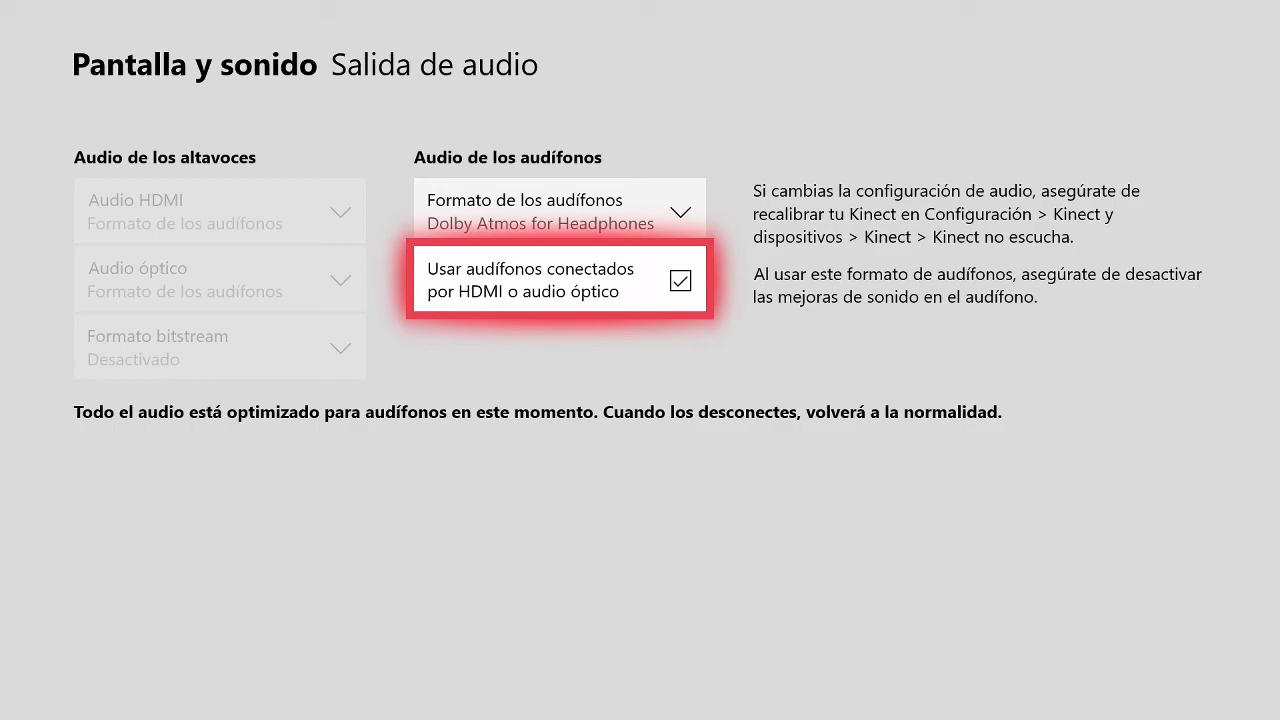 Pantalla y sonido Salida de audio
Audio de los altavoces
Audio HDMI
Formato de los audífonos
Audio óptico
Formato de los audífonos
Formato bitstream
Desactivado
Audio de los audífonos
Formato de los audífonos
Dolby Atmos for Headphones
Usar audífonos conectados
por HDMI o audio óptico
Si cambias la configuración de audio, asegúrate de
recalibrar tu Kinect en Configuración > Kinect y
dispositivos > Kinect > Kinect no escucha.
Al usar este formato de audífonos, asegúrate de desactivar
las mejoras de sonido en el audífono.
Todo el audio está optimizado para audífonos en este momento. Cuando los desconectes, volverá a la normalidad.